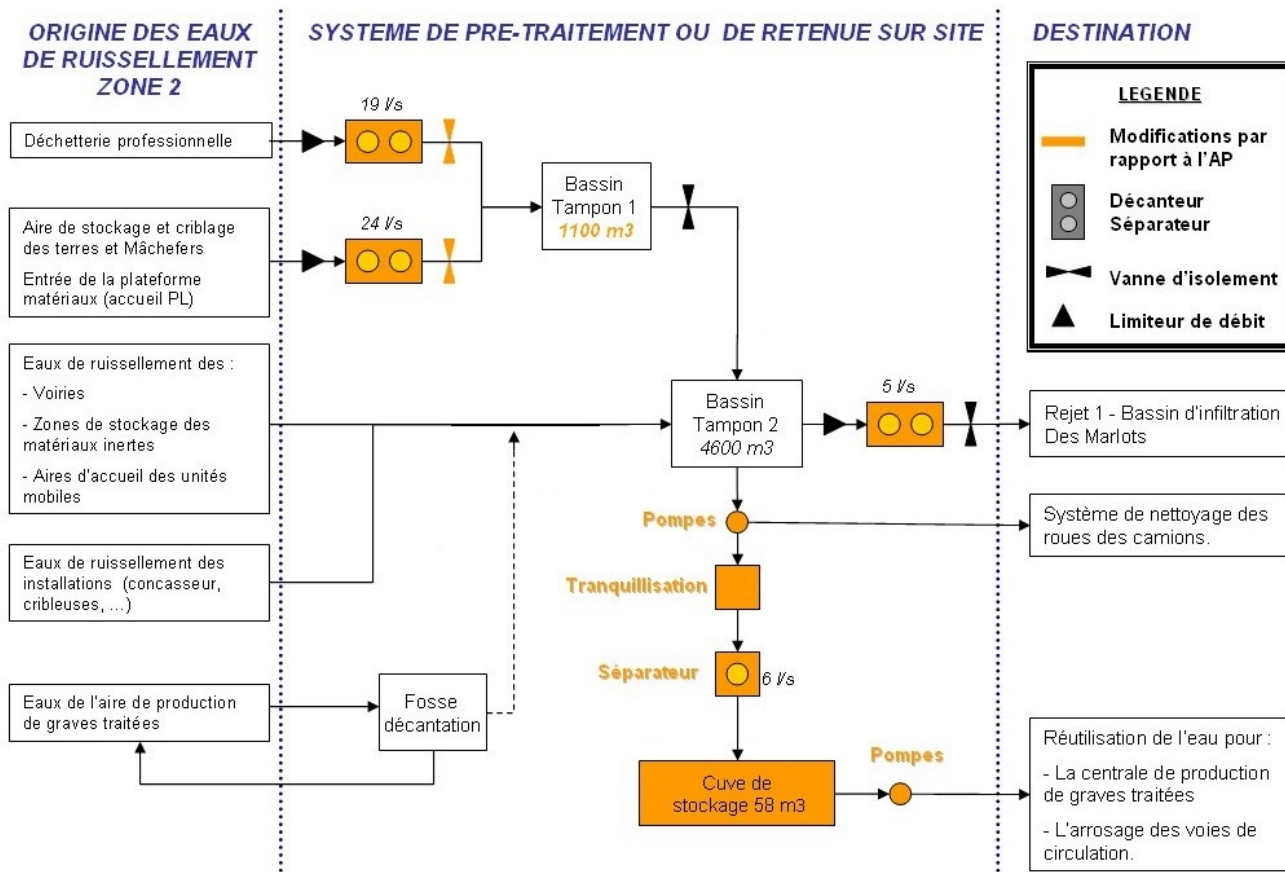 ORIGINE DES EAUX
DE RUISSELLEMENT
ZONE 2
SYSTEME DE PRE-TRAITEMENT OU DE RETENUE SUR SITE
DESTINATION
LEGENDE
Modifications par
rapport à l'AP
Décanteur
Séparateur
Vanne d'isolement
Limiteur de débit
Déchetterie professionnelle
19 l/s
Aire de stockage et criblage
des terres et Mâchefers
Entrée de la plateforme
matériaux (accueil PL)
24 l/s
Bassin
Tampon 1
1100 m3
Eaux de ruissellement des :
- Voiries
- Zones de stockage des
matériaux inertes
- Aires d'accueil des unités
mobiles
Bassin
Tampon 2
4600 m3
5 l/s
Rejet 1 - Bassin d'infiltration
Des Marlots
Pompes
Système de nettoyage des
roues des camions.
Eaux de ruissellement des
installations (concasseur,
cribleuses, ...)
Tranquillisation
Séparateur
6 l/s
Eaux de l'aire de production
de graves traitées
Fosse
décantation
Cuve de
stockage 58 m3
Pompes
Réutilisation de l'eau pour :
- La centrale de production
de graves traitées
- L'arrosage des voies de
circulation.